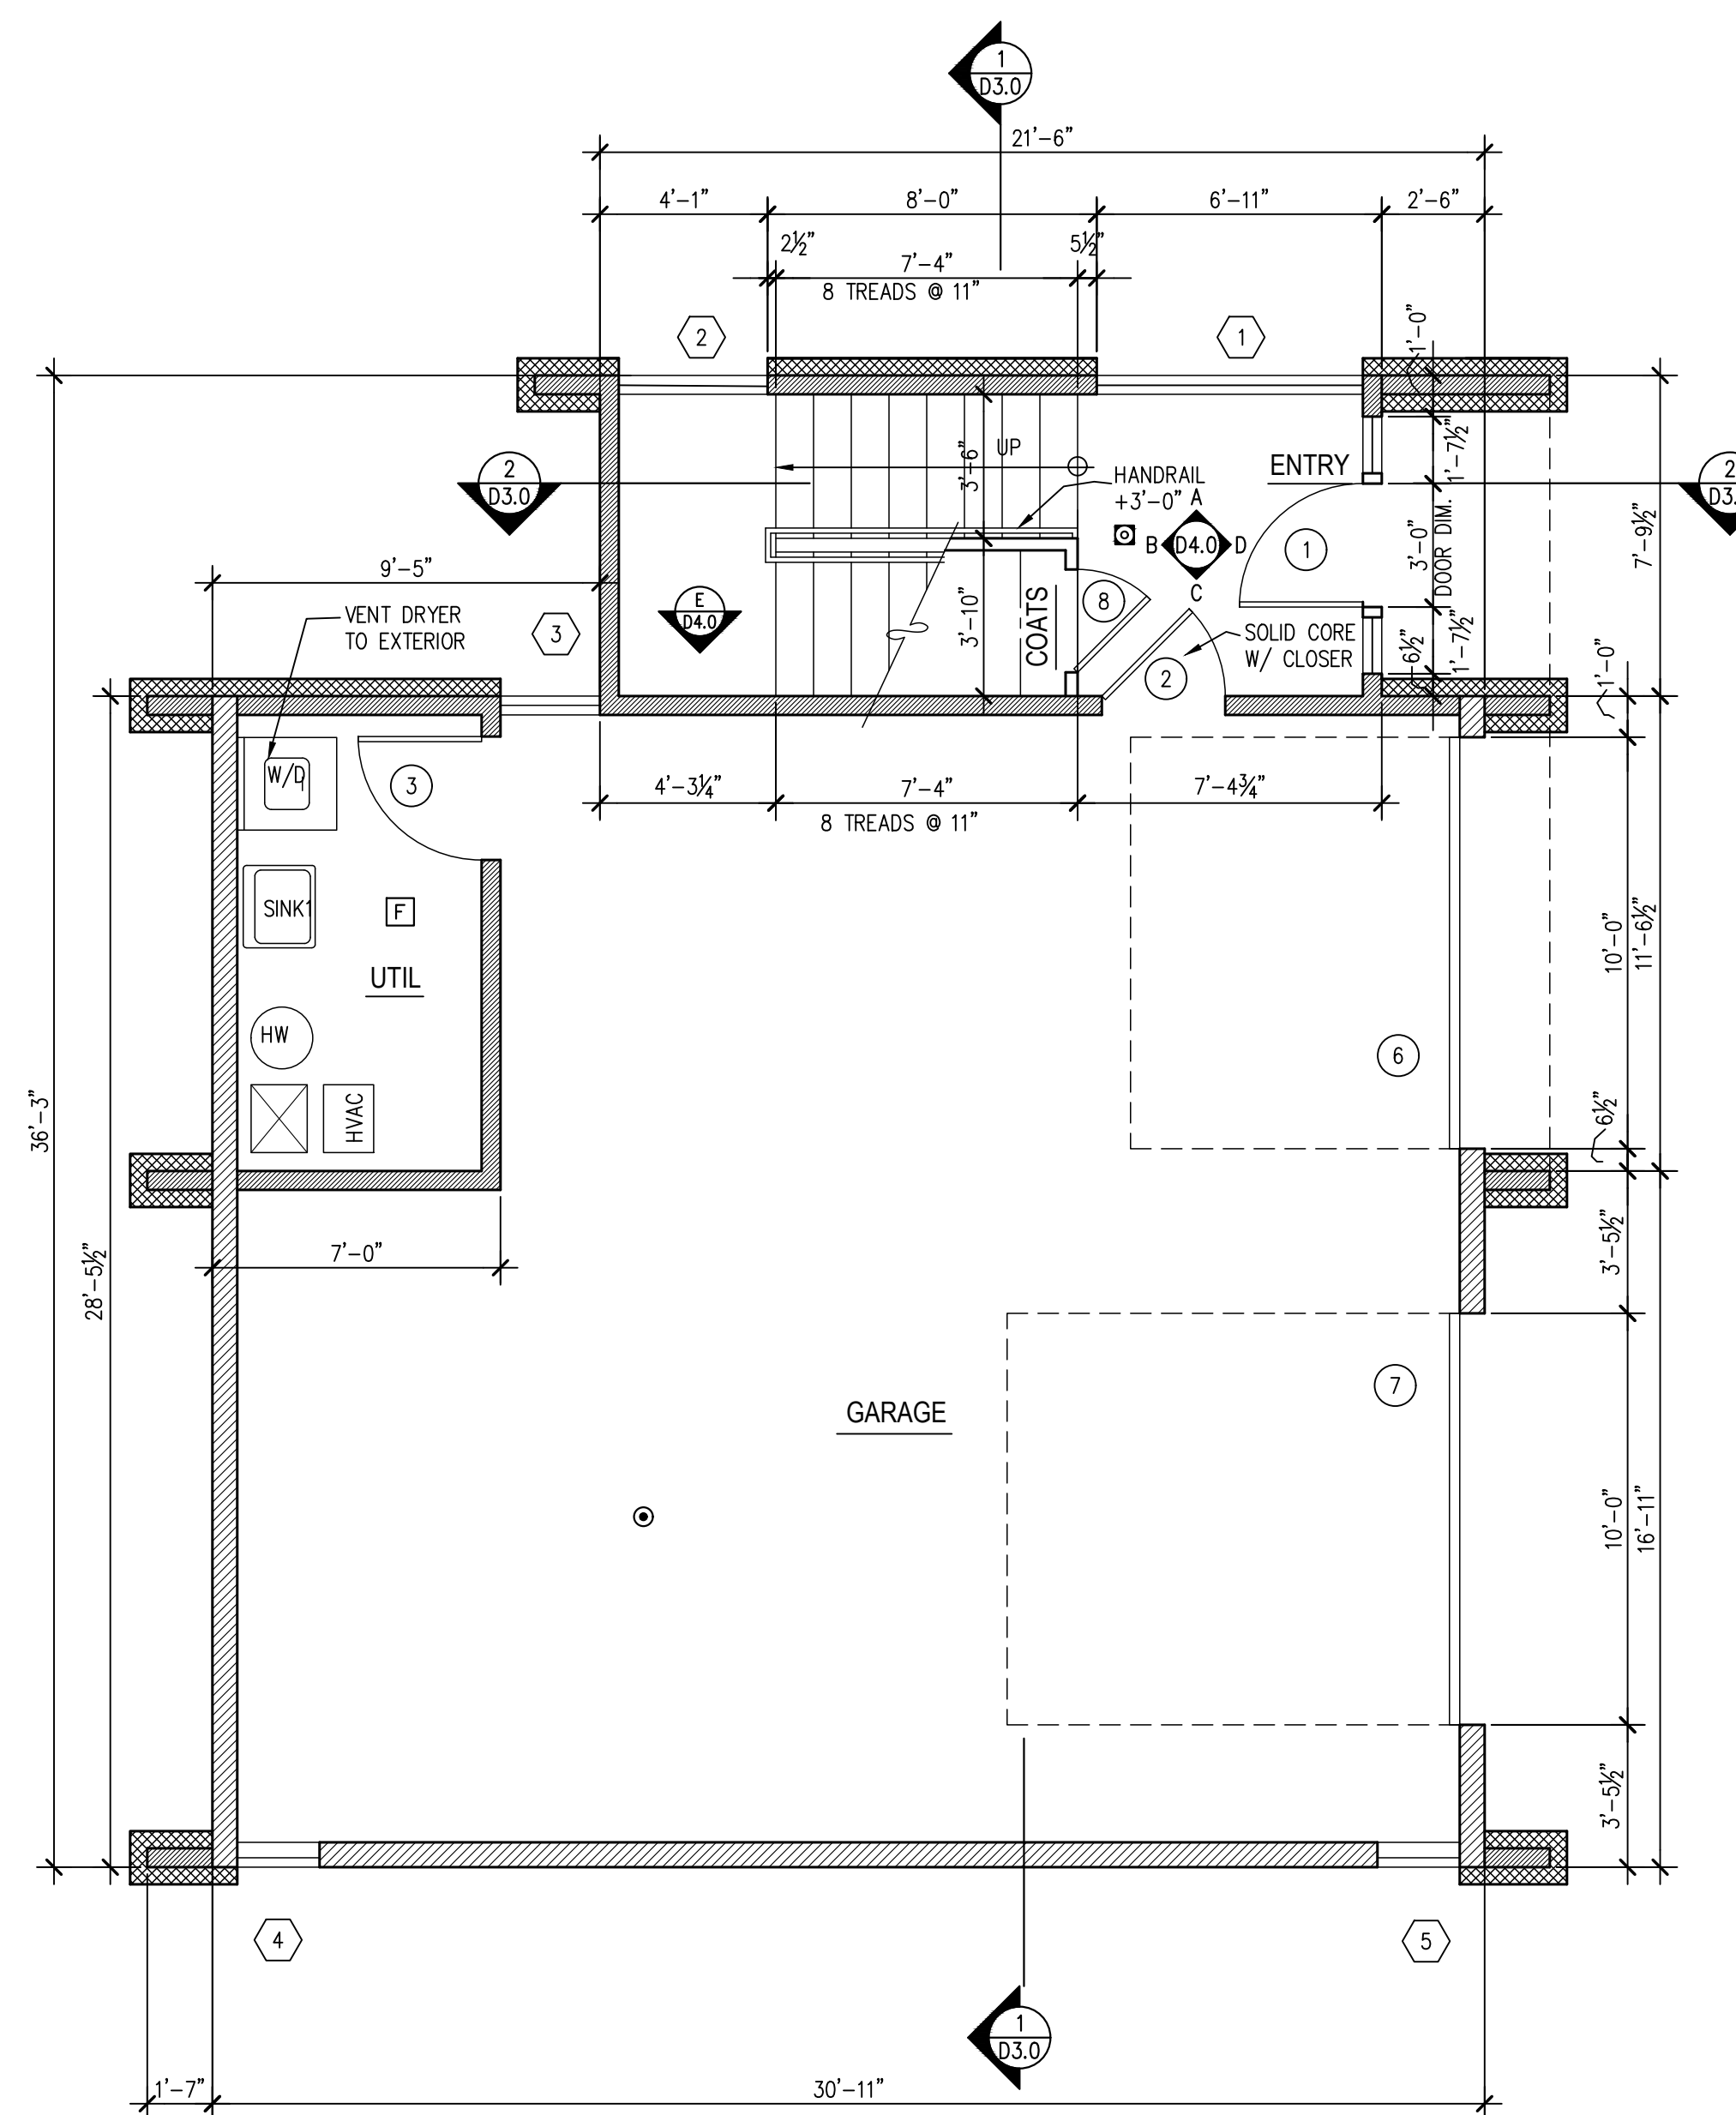 1
D3.0
21'-6"
4'-1"
8'-0"
6'-11"
2'-6"
2½"
7'-4"
5½"
8 TREADS @ 11"
2
1
1'-0"
UP
3'-6"
HANDRAIL
+3'-0"
ENTRY
1'-7½"
2
D3.0
2
7'-9½"
A
B
D4.0
D
C
1
3'-0"
DOOR DIM.
9'-5"
VENT DRYER
TO EXTERIOR
3
E
D4.0
3'-10"
COATS
8
SOLID CORE
W/ CLOSER
2
6½"
1'-7½"
1'-0"
W/D
3
4'-3¼"
7'-4"
7'-4¾"
8 TREADS @ 11"
SINK1
F
UTIL
10'-0"
11'-6½"
HW
6
HVAC
6½"
36'-3"
28'-5½"
7'-0"
3'-5½"
7
GARAGE
10'-0"
16'-11"
3'-5½"
4
5
1
D3.0
1'-7"
30'-11"